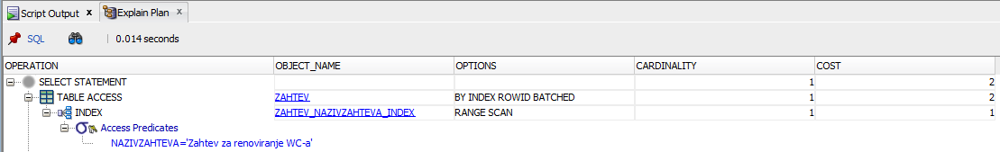 Script Output x Explain Plan x
SQL 0.014 seconds
OPERATION OBJECT_NAME OPTIONS CARDINALITY COST
SELECT STATEMENT 1 2
TABLE ACCESS ZAHTEV BY INDEX ROWID BATCHED 1 2
INDEX ZAHTEV_NAZIVZAHTEVA_INDEX RANGE SCAN 1 1
Access Predicates
NAZIVZAHTEVA='Zahtev za renoviranje WC-a'